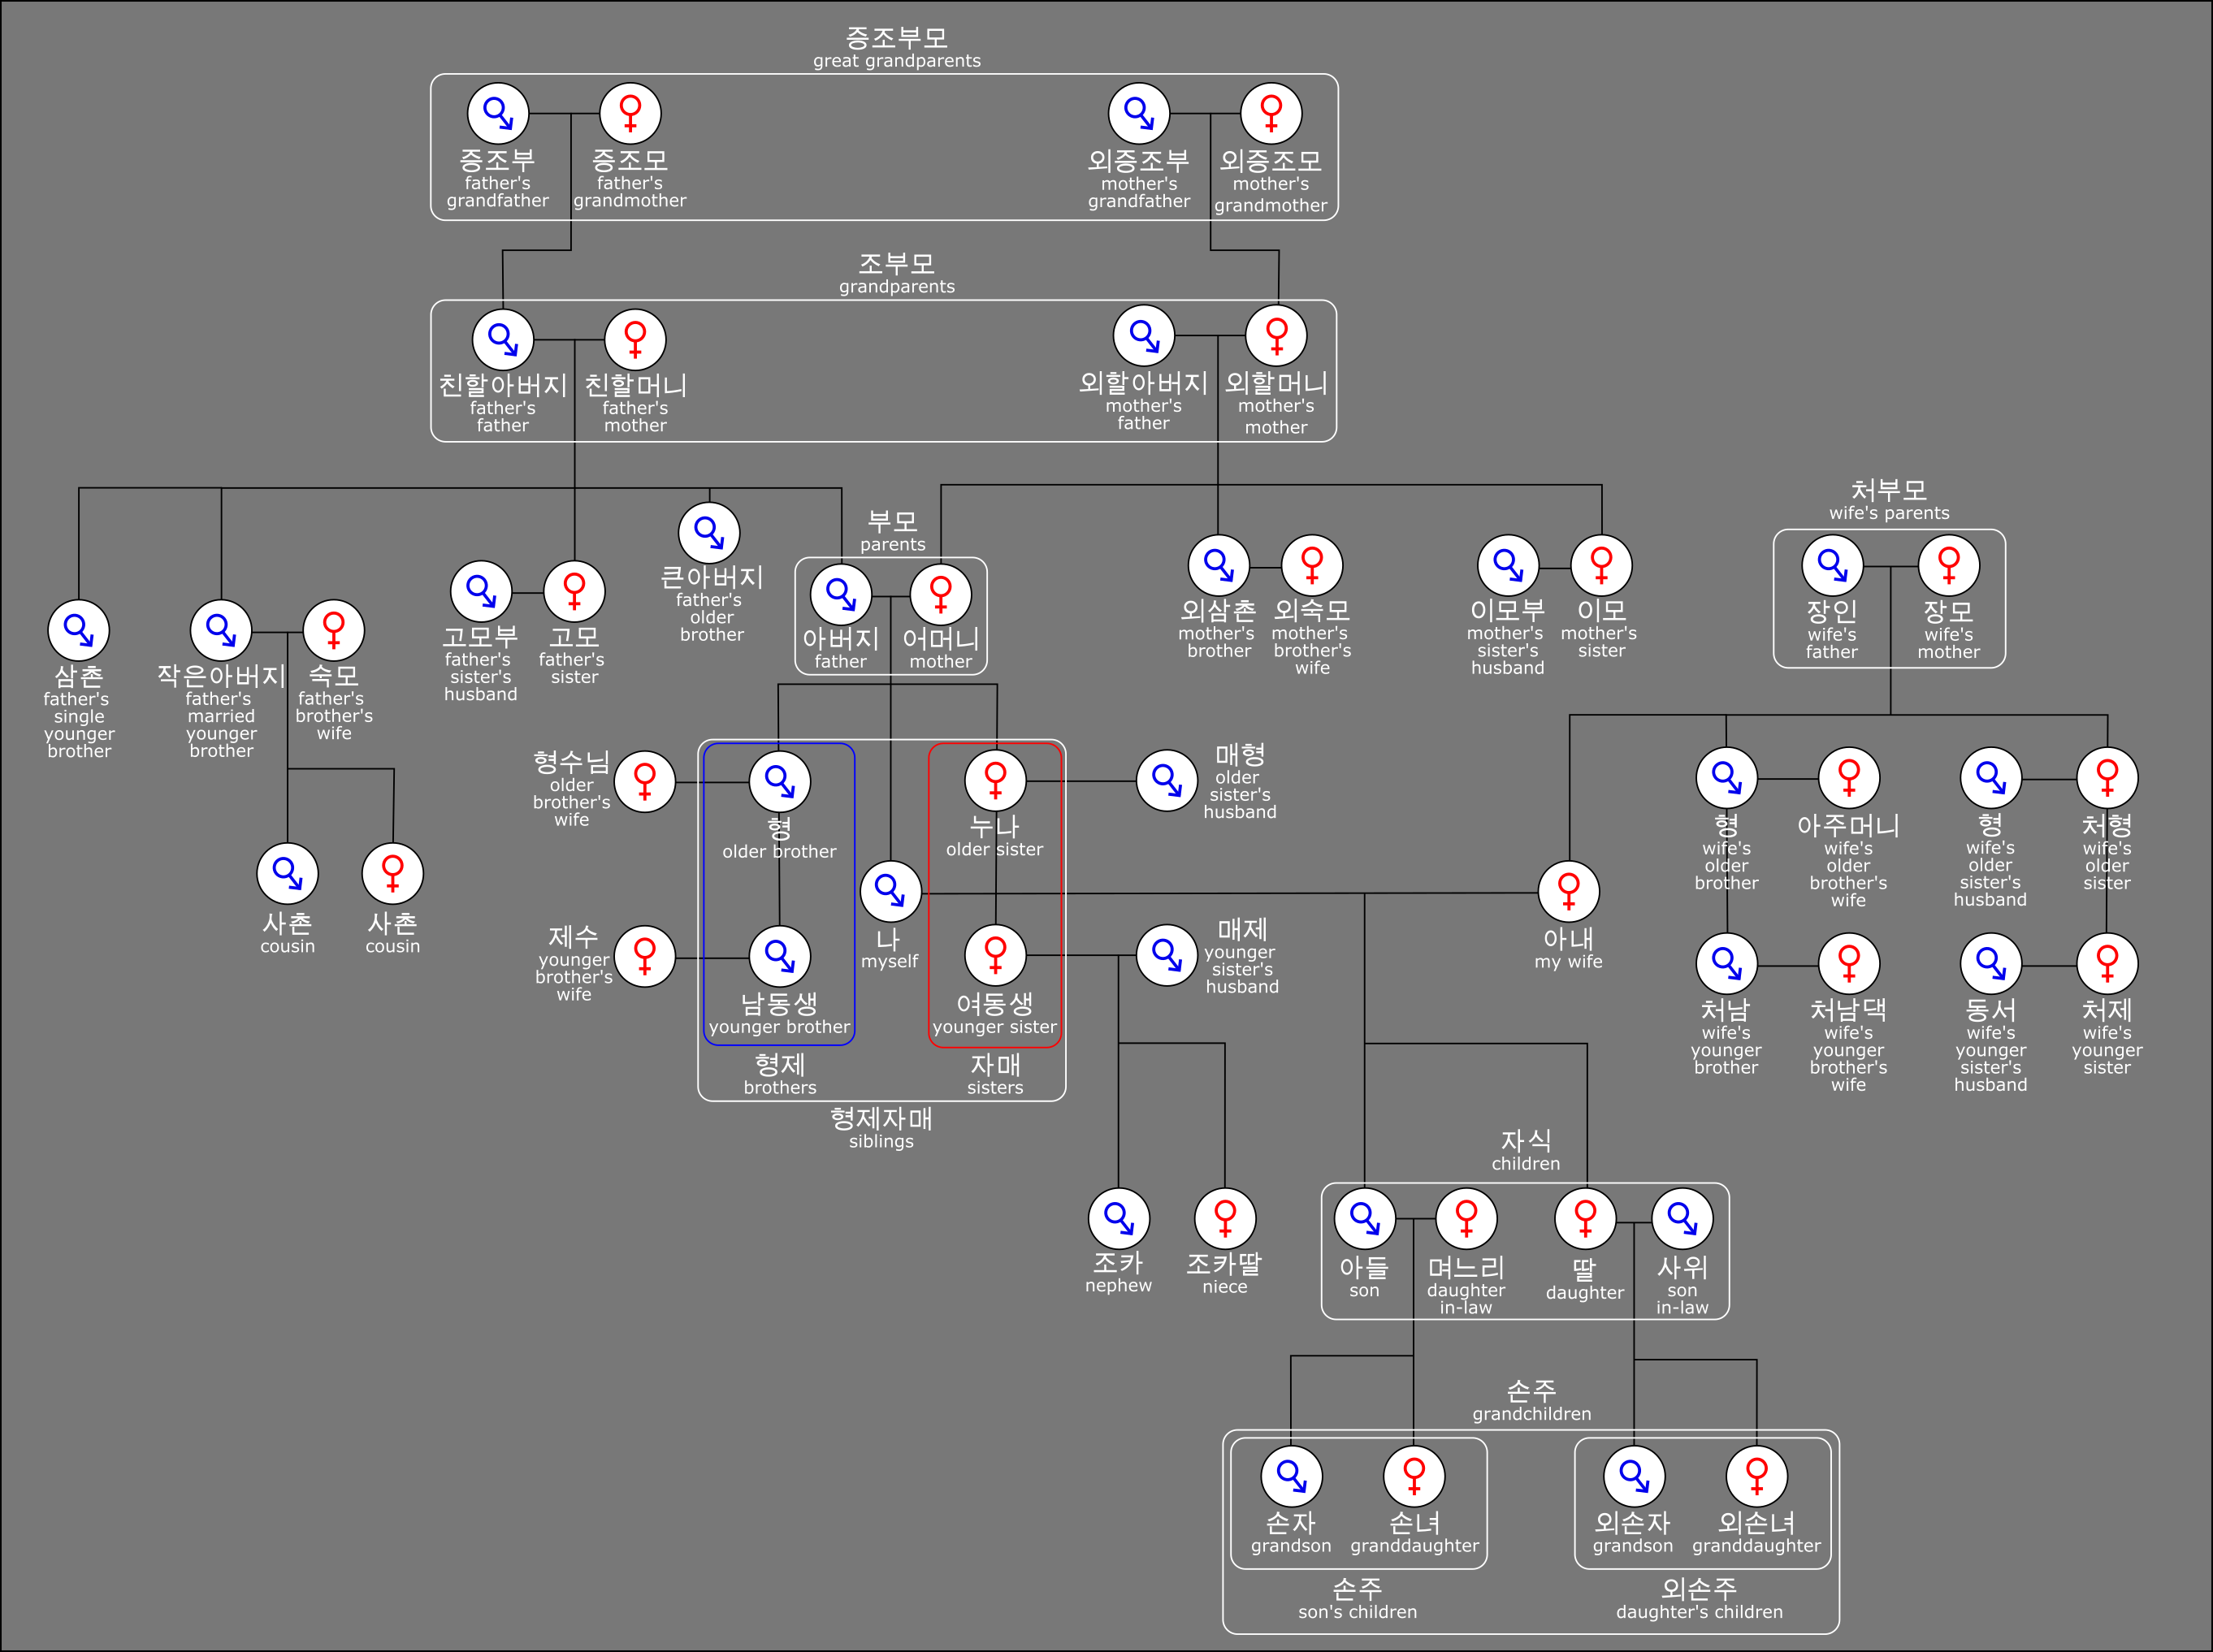 증조부모
great grandparents
증조부
father's
grandfather
증조모
father's
grandmother
외증조부
mother's
grandfather
외증조모
mother's
grandmother
조부모
grandparents
친할아버지
father's
father
친할머니
father's
mother
외할아버지
mother's
father
외할머니
mother's
mother
삼촌
father's
single
younger
brother
작은아버지
father's
married
younger
brother
숙모
father's
brother's
wife
고모부
father's
sister's
husband
고모
father's
sister
큰아버지
father's
older
brother
부모
parents
아버지
father
어머니
mother
외삼촌
mother's
brother
외숙모
mother's
brother's
wife
이모부
mother's
sister's
husband
이모
mother's
sister
처부모
wife's parents
장인
wife's
father
장모
wife's
mother
사촌
cousin
사촌
cousin
형수님
older
brother's
wife
형
older brother
누나
older sister
매형
older
sister's
husband
제수
younger
brother's
wife
남동생
younger brother
나
myself
여동생
younger sister
매제
younger
sister's
husband
형제
brothers
자매
sisters
형제자매
siblings
아내
my wife
형
wife's
older
brother
아주머니
wife's
older
brother's
wife
형
wife's
older
sister's
husband
처형
wife's
older
sister
처남
wife's
younger
brother
처남댁
wife's
younger
brother's
wife
동서
wife's
younger
sister's
husband
처제
wife's
younger
sister
조카
nephew
조카딸
niece
자식
children
아들
son
며느리
daughter
in-law
딸
daughter
사위
son
in-law
손주
grandchildren
손자
grandson
손녀
granddaughter
외손자
grandson
외손녀
granddaughter
손주
son's children
외손주
daughter's children